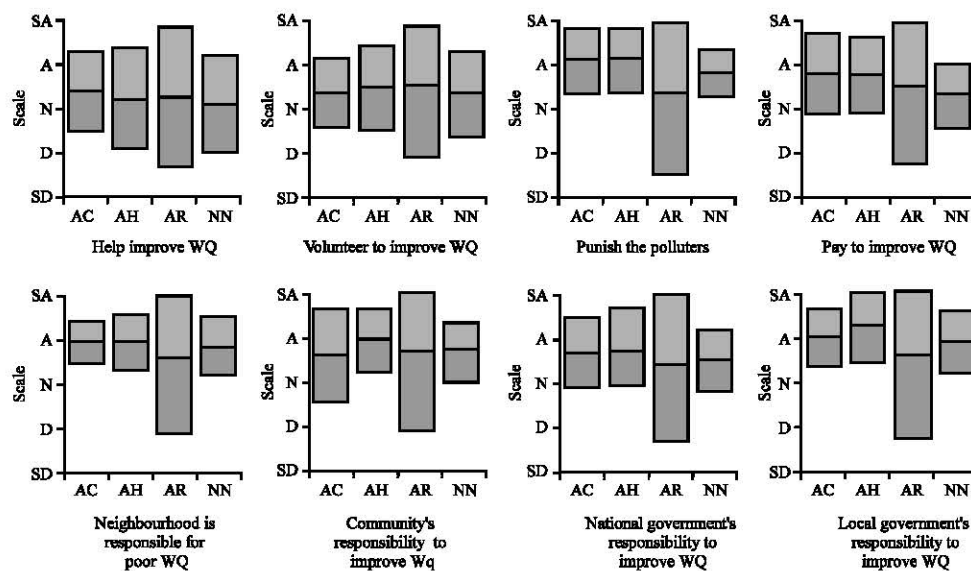 SA
A
N
D
SD
Scale
AC AH AR NN
Help improve WQ
SA
A
N
D
SD
Scale
AC AH AR NN
Volunteer to improve WQ
SA
A
N
D
SD
Scale
AC AH AR NN
Punish the polluters
SA
A
N
D
SD
Scale
AC AH AR NN
Pay to improve WQ
SA
A
N
D
SD
Scale
AC AH AR NN
Neighbourhood is
responsible for
poor WQ
SA
A
N
D
SD
Scale
AC AH AR NN
Community's
responsibility to
improve Wq
SA
A
N
D
SD
Scale
AC AH AR NN
National government's
responsibility to
improve WQ
SA
A
N
D
SD
Scale
AC AH AR NN
Local government's
responsibility to
improve WQ